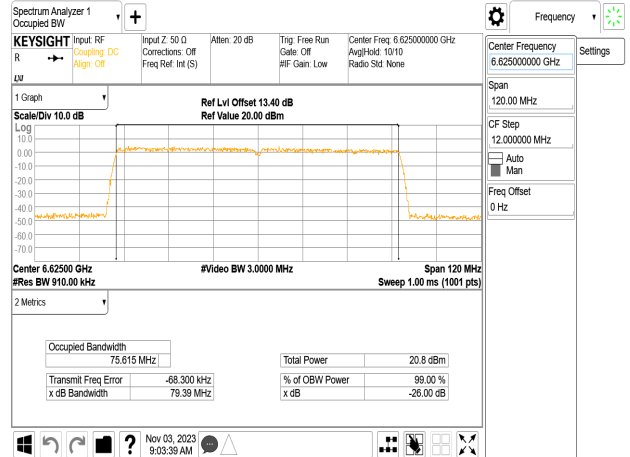 Spectrum Analyzer 1
Occupied BW
Frequency
KEYSIGHT
R
Input: RF
Coupling: DC
Align: Off
Input Z: 50 Ω
Corrections: Off
Freq Ref: Int (S)
Atten: 20 dB
Trig: Free Run
Gate: Off
#IF Gain: Low
Center Freq: 6.625000000 GHz
Avg|Hold: 10/10
Radio Std: None
Center Frequency
6.625000000 GHz
Settings
Span
120.00 MHz
CF Step
12.000000 MHz
Auto
Man
Freq Offset
0 Hz
1 Graph
Scale/Div 10.0 dB
Ref Lvl Offset 13.40 dB
Ref Value 20.00 dBm
Log
10.0
0.00
-10.0
-20.0
-30.0
-40.0
-50.0
-60.0
-70.0
Center 6.62500 GHz
#Video BW 3.0000 MHz
Span 120 MHz
#Res BW 910.00 kHz
Sweep 1.00 ms (1001 pts)
2 Metrics
Occupied Bandwidth
75.615 MHz
Total Power 20.8 dBm
Transmit Freq Error -68.300 kHz
% of OBW Power 99.00 %
x dB Bandwidth 79.39 MHz
x dB -26.00 dB
?
Nov 03, 2023
9:03:39 AM